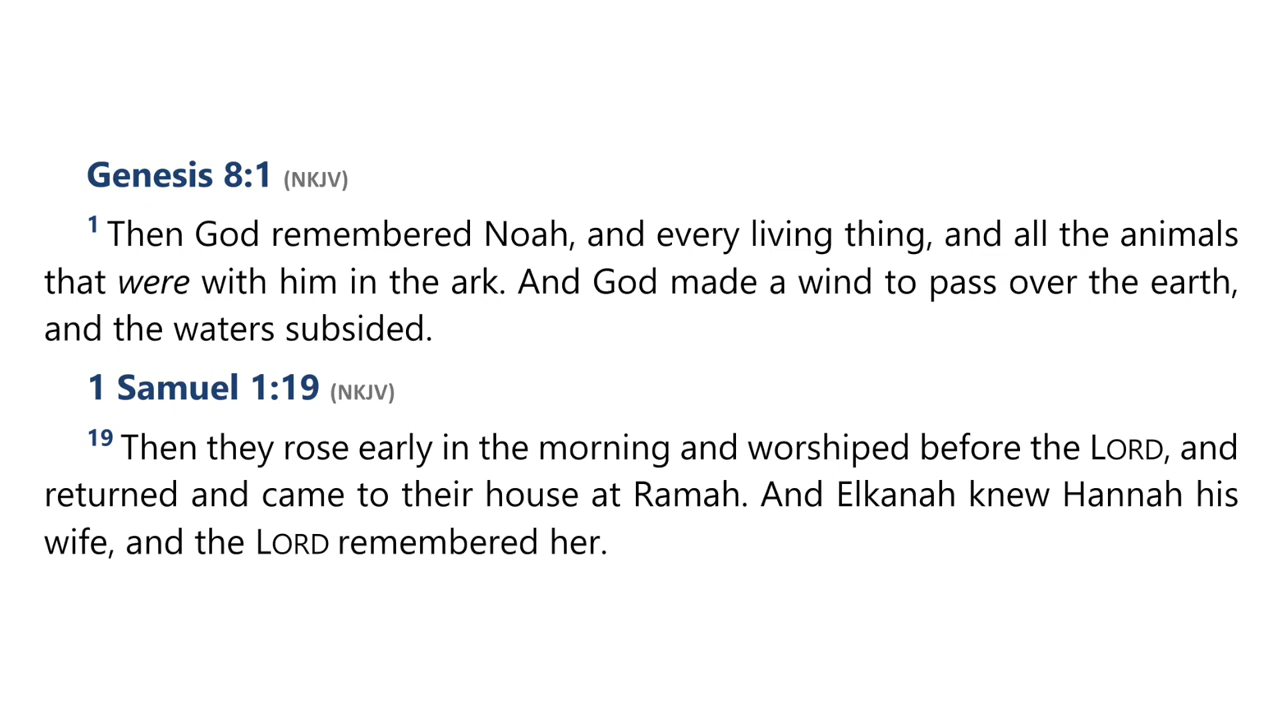 Genesis 8:1 (NKJV)
1 Then God remembered Noah, and every living thing, and all the animals
that were with him in the ark. And God made a wind to pass over the earth,
and the waters subsided.
1 Samuel 1:19 (NKJV)
19 Then they rose early in the morning and worshiped before the LORD, and
returned and came to their house at Ramah. And Elkanah knew Hannah his
wife, and the LORD remembered her.